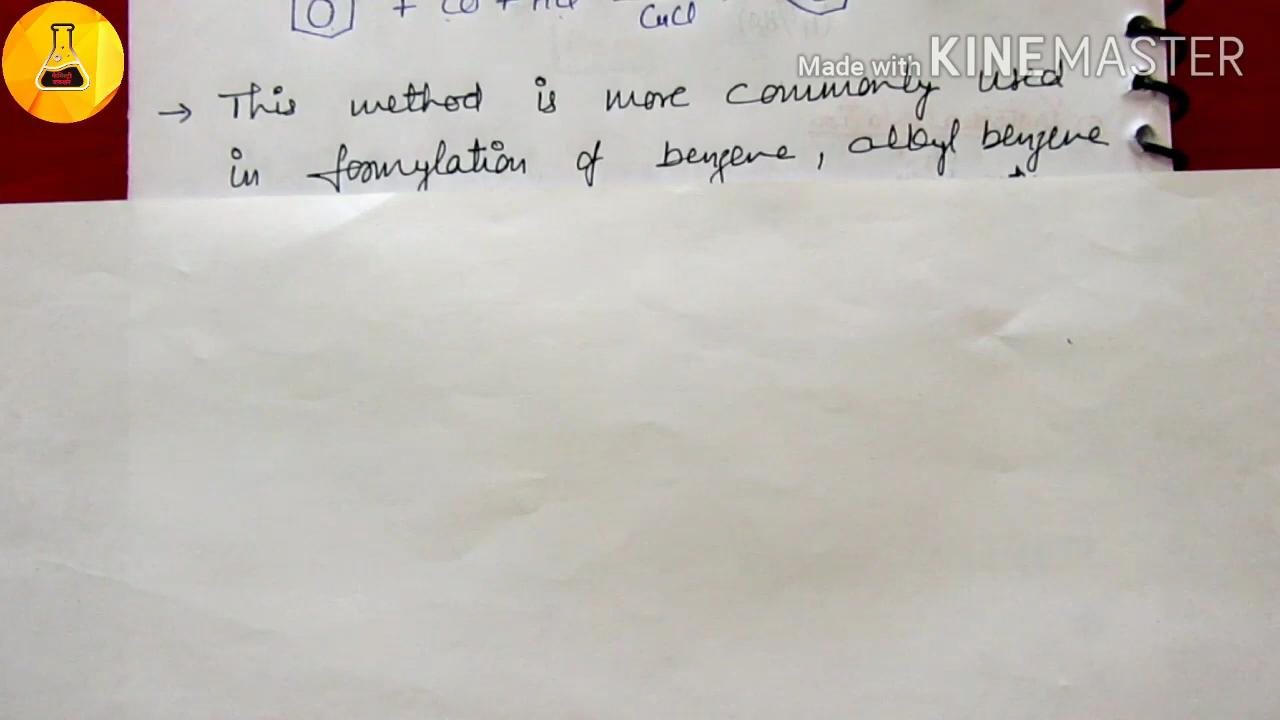 + CO + HCl
CuCl
Made with KINEMASTER
→ This method is more commonly used
in formylation of benzene, alkyl benzene